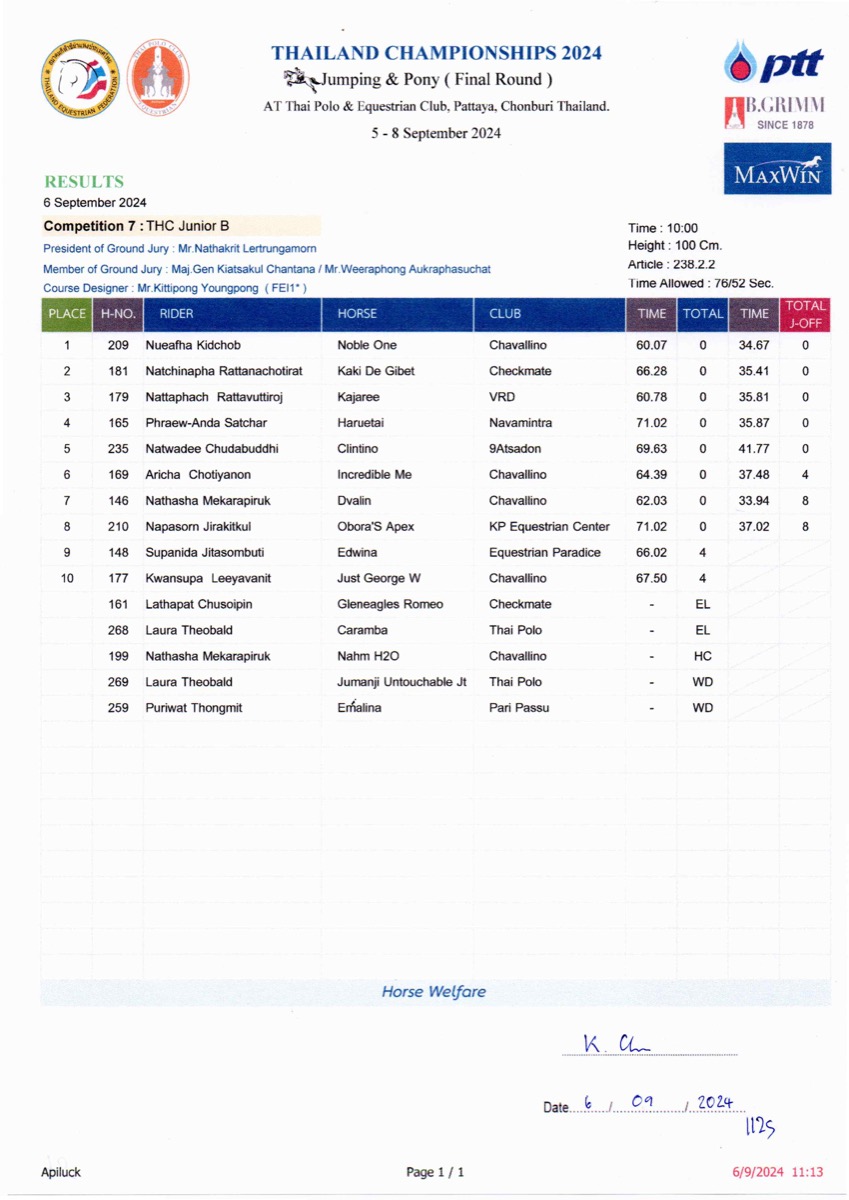 THAILAND CHAMPIONSHIPS 2024
Jumping & Pony ( Final Round )
AT Thai Polo & Equestrian Club, Pattaya, Chonburi Thailand.
5 - 8 September 2024
THAILAND EQUESTRIAN FEDERATION
THAI POLO CLUB
EQUESTRIAN
ptt
B.GRIMM
SINCE 1878
MAXWIN
RESULTS
6 September 2024
Competition 7 : THC Junior B
President of Ground Jury : Mr.Nathakrit Lertrungamorn
Member of Ground Jury : Maj.Gen Kiatsakul Chantana / Mr.Weeraphong Aukraphasuchat
Course Designer : Mr.Kittipong Youngpong ( FEI1* )
Time : 10:00
Height : 100 Cm.
Article : 238.2.2
Time Allowed : 76/52 Sec.
PLACE H-NO. RIDER HORSE CLUB TIME TOTAL TIME TOTAL J-OFF
1 209 Nueafha Kidchob Noble One Chavallino 60.07 0 34.67 0
2 181 Natchinapha Rattanachotirat Kaki De Gibet Checkmate 66.28 0 35.41 0
3 179 Nattaphach Rattavuttiroj Kajaree VRD 60.78 0 35.81 0
4 165 Phraew-Anda Satchar Haruetai Navamintra 71.02 0 35.87 0
5 235 Natwadee Chudabuddhi Clintino 9Atsadon 69.63 0 41.77 0
6 169 Aricha Chotiyanon Incredible Me Chavallino 64.39 0 37.48 4
7 146 Nathasha Mekarapiruk Dvalin Chavallino 62.03 0 33.94 8
8 210 Napasorn Jirakitkul Obora'S Apex KP Equestrian Center 71.02 0 37.02 8
9 148 Supanida Jitasombuti Edwina Equestrian Paradice 66.02 4
10 177 Kwansupa Leeyavanit Just George W Chavallino 67.50 4
161 Lathapat Chusoipin Gleneagles Romeo Checkmate - EL
268 Laura Theobald Caramba Thai Polo - EL
199 Nathasha Mekarapiruk Nahm H2O Chavallino - HC
269 Laura Theobald Jumanji Untouchable Jt Thai Polo - WD
259 Puriwat Thongmit Emalina Pari Passu - WD
Horse Welfare
Date 6 / 09 / 2024
Apiluck
Page 1 / 1
6/9/2024 11:13